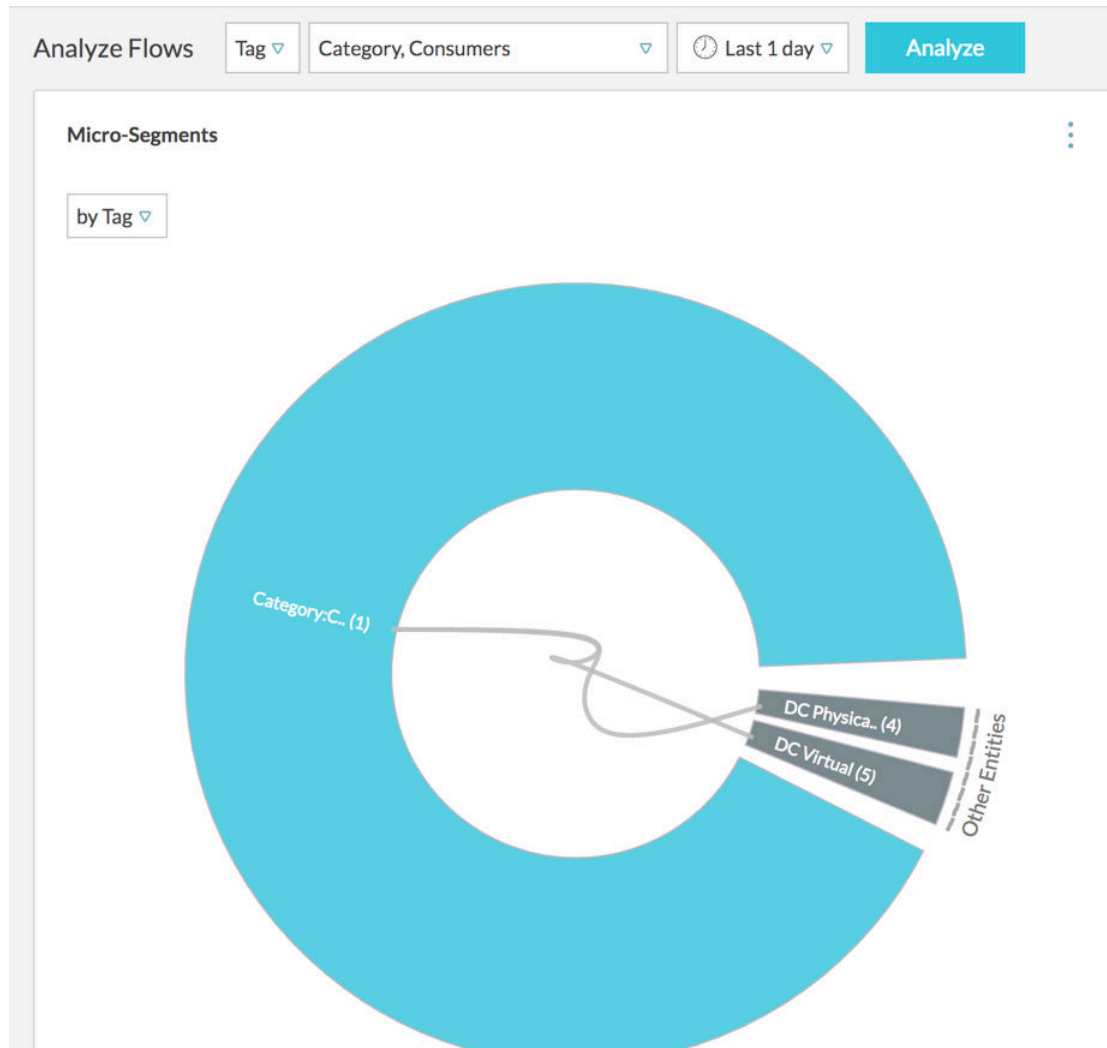 Analyze Flows Tag Category, Consumers Last 1 day Analyze
Micro-Segments
by Tag
Category:C.. (1)
DC Physica.. (4)
DC Virtual (5)
Other Entities